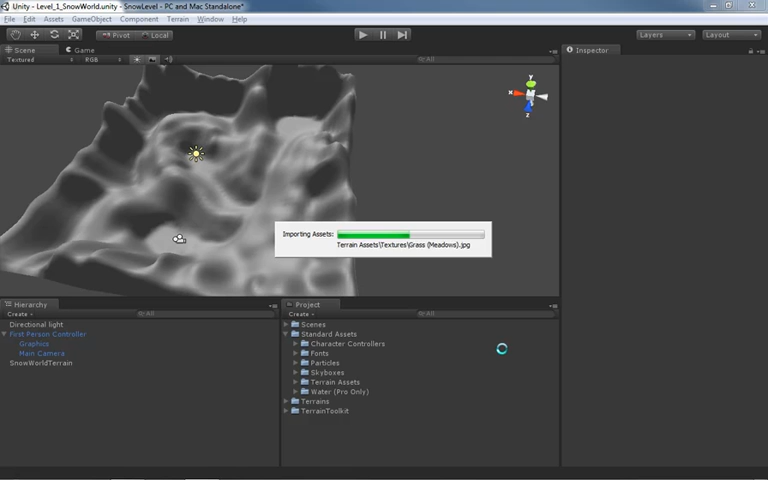 Unity - Level_1_SnowWorld.unity - SnowLevel - PC and Mac Standalone*
File Edit Assets GameObject Component Terrain Window Help
Pivot Local Layers Layout
Scene Game Inspector
Textured RGB All
y
x
z
Importing Assets:
Terrain Assets\Textures\Grass (Meadows).jpg
Hierarchy
Create All
Directional light
First Person Controller
Graphics
Main Camera
SnowWorldTerrain
Project
Create All
Scenes
Standard Assets
Character Controllers
Fonts
Particles
Skyboxes
Terrain Assets
Water (Pro Only)
Terrains
TerrainToolkit